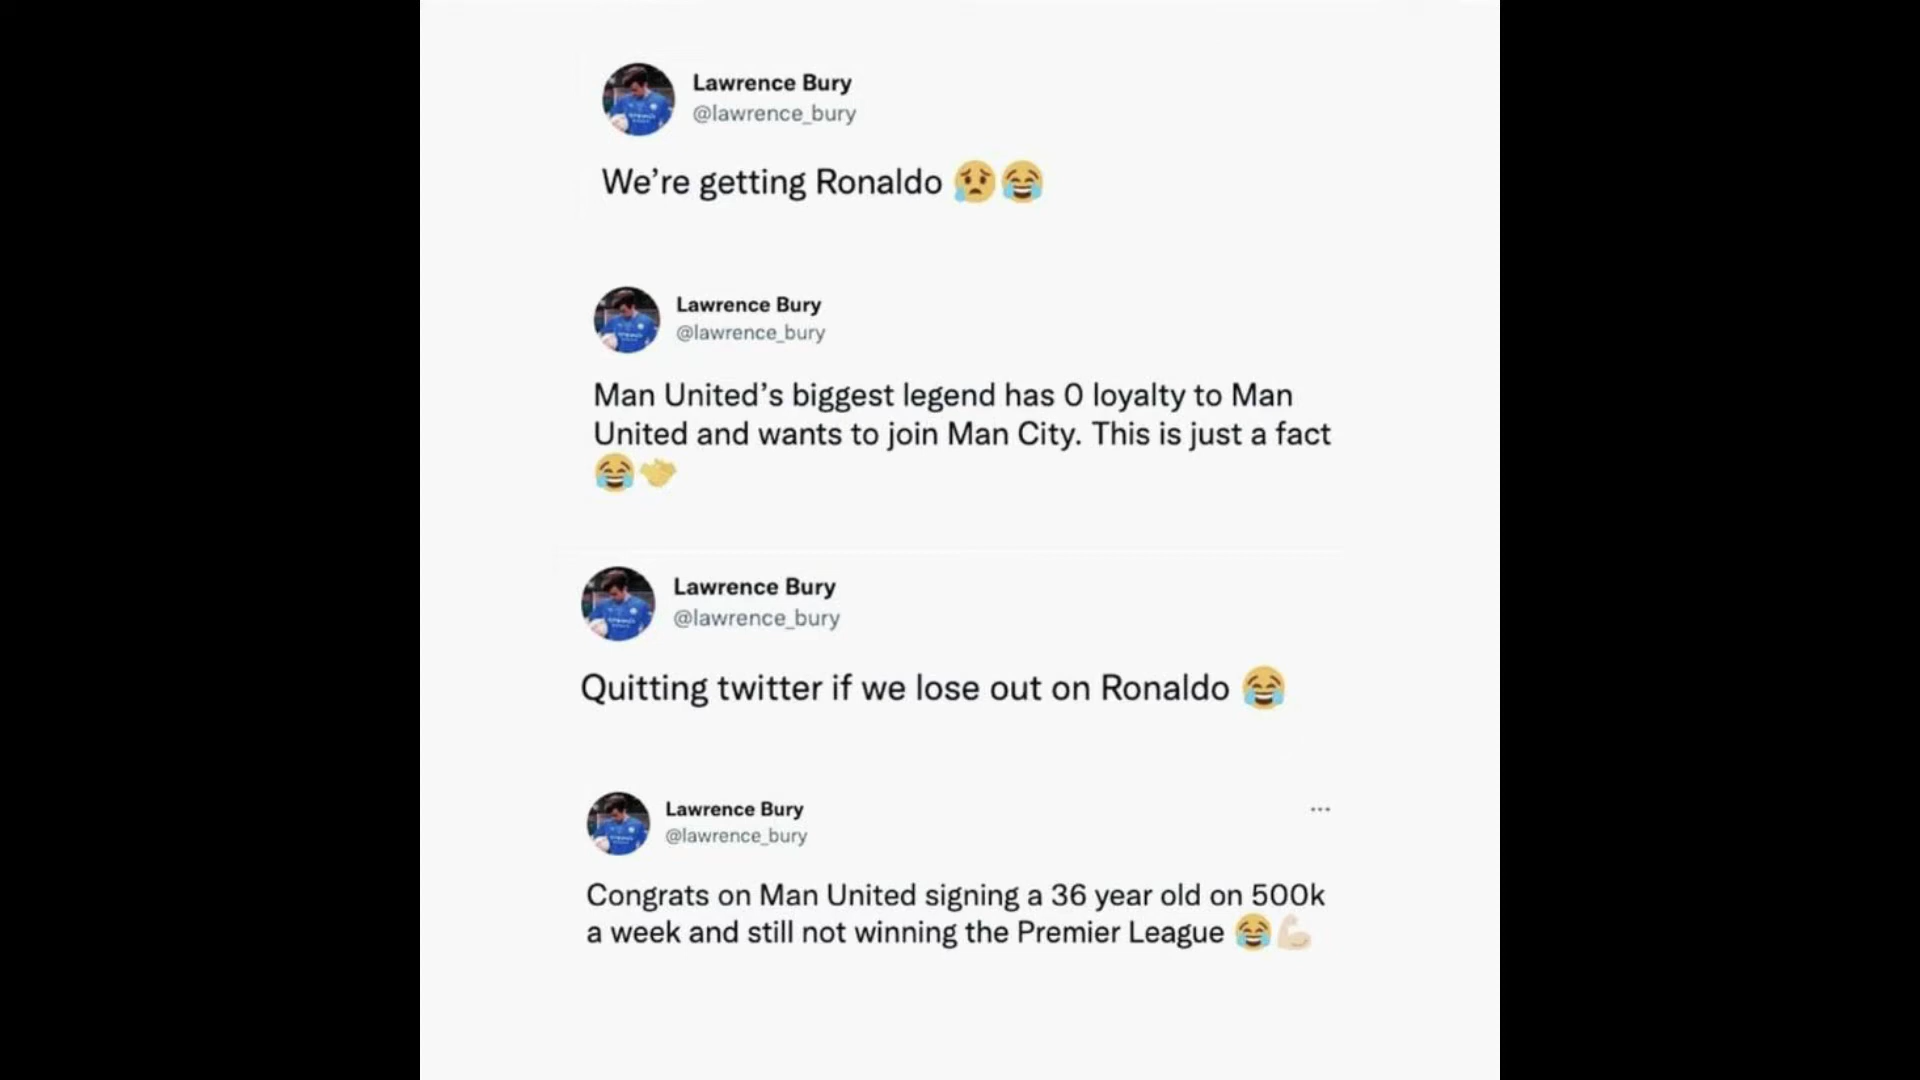 Lawrence Bury
@lawrence_bury
We’re getting Ronaldo 😥😂
Lawrence Bury
@lawrence_bury
Man United’s biggest legend has 0 loyalty to Man
United and wants to join Man City. This is just a fact
😂🤝
Lawrence Bury
@lawrence_bury
Quitting twitter if we lose out on Ronaldo 😂
Lawrence Bury
@lawrence_bury
Congrats on Man United signing a 36 year old on 500k
a week and still not winning the Premier League 😂💪🏻